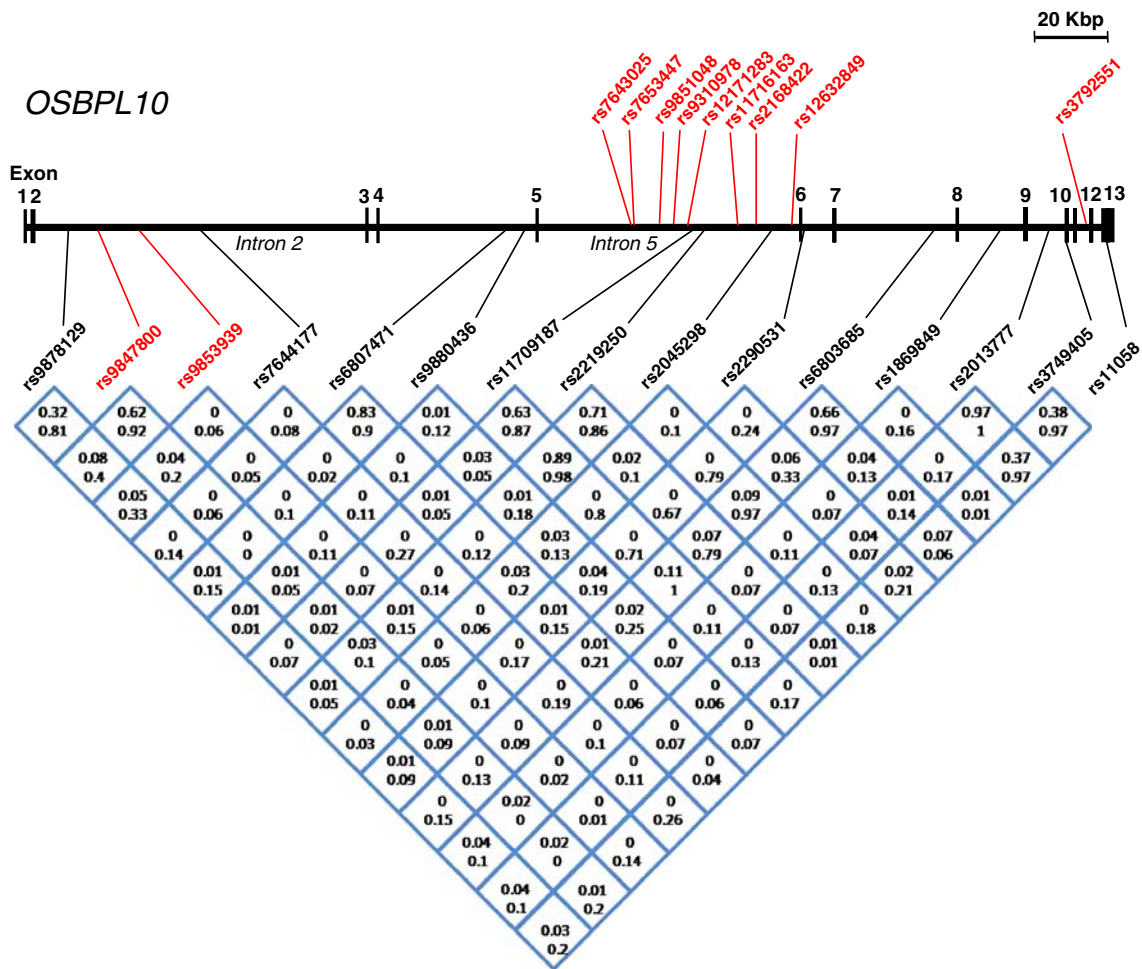 20 Kbp
OSBPL10
rs7643025
rs7653447
rs9851048
rs9310978
rs12171283
rs11716163
rs2168422
rs12632849
rs3792551
Exon
1 2 3 4 5 6 7 8 9 10 12 13
Intron 2 Intron 5
rs9878129
rs9847800
rs9853939
rs7644177
rs6807471
rs9880436
rs11709187
rs2219250
rs2045298
rs2290531
rs6803685
rs1869849
rs2013777
rs3749405
rs11058
0.32 0.62 0 0 0.83 0.01 0.63 0.71 0 0 0.66 0 0.97 0.38
0.81 0.92 0.06 0.08 0.9 0.12 0.87 0.86 0.1 0.24 0.97 0.16 1 0.97
0.08 0.04 0 0 0 0.03 0.89 0.02 0 0.06 0.04 0 0.37
0.4 0.2 0.05 0.02 0.1 0.05 0.98 0.1 0.79 0.33 0.13 0.17 0.97
0.05 0 0 0 0.01 0.01 0 0 0.09 0 0.01 0.01
0.33 0.06 0.1 0.11 0.05 0.18 0.8 0.67 0.97 0.07 0.14 0.01
0 0 0 0 0 0.03 0 0.07 0 0.04 0.07
0.14 0 0.11 0.27 0.12 0.13 0.71 0.79 0.11 0.07 0.06
0.01 0.01 0 0 0.03 0.04 0.11 0 0 0.02
0.15 0.05 0.07 0.14 0.2 0.19 1 0.07 0.13 0.21
0.01 0.01 0.01 0 0.01 0.02 0 0 0
0.01 0.02 0.15 0.06 0.15 0.25 0.11 0.07 0.18
0 0.03 0 0 0.01 0 0 0.01
0.07 0.1 0.05 0.17 0.21 0.07 0.13 0.01
0.01 0 0 0 0 0 0
0.05 0.04 0.1 0.19 0.06 0.06 0.17
0 0.01 0 0 0 0
0.03 0.09 0.09 0.1 0.07 0.07
0.01 0 0 0 0
0.09 0.13 0.02 0.11 0.04
0 0.02 0 0
0.15 0 0.01 0.26
0.04 0.02 0
0.1 0 0.14
0.04 0.01
0.1 0.2
0.03
0.2